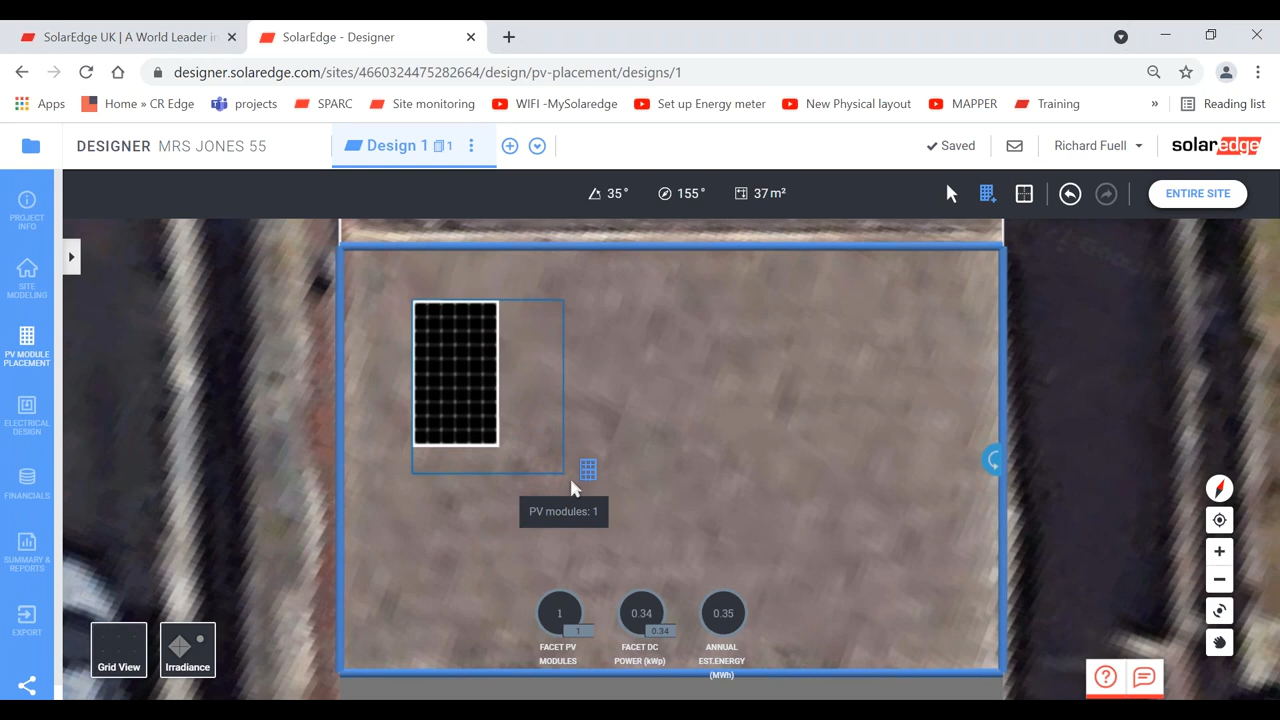 SolarEdge UK | A World Leader in
SolarEdge - Designer
designer.solaredge.com/sites/4660324475282664/design/pv-placement/designs/1
Apps
Home » CR Edge
projects
SPARC
Site monitoring
WIFI -MySolaredge
Set up Energy meter
New Physical layout
MAPPER
Training
»
Reading list
DESIGNER MRS JONES 55
Design 1 1
Saved
Richard Fuell
solaredge
35°
155°
37 m²
ENTIRE SITE
PROJECT
INFO
SITE
MODELING
PV MODULE
PLACEMENT
ELECTRICAL
DESIGN
FINANCIALS
SUMMARY &
REPORTS
EXPORT
PV modules: 1
1
1
FACET PV
MODULES
0.34
0.34
FACET DC
POWER (kWp)
0.35
ANNUAL
EST.ENERGY
(MWh)
Grid View
Irradiance